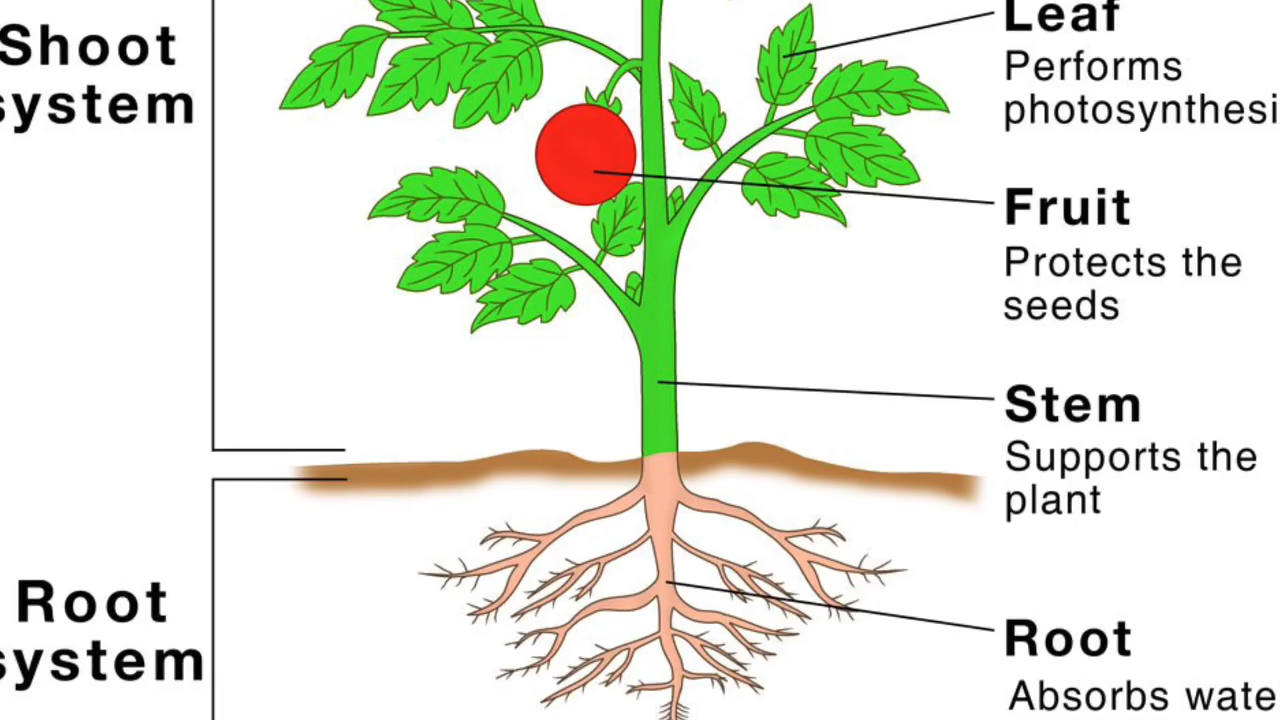 Shoot
system
Leaf
Performs
photosynthesi
Fruit
Protects the
seeds
Stem
Supports the
plant
Root
system
Root
Absorbs wate